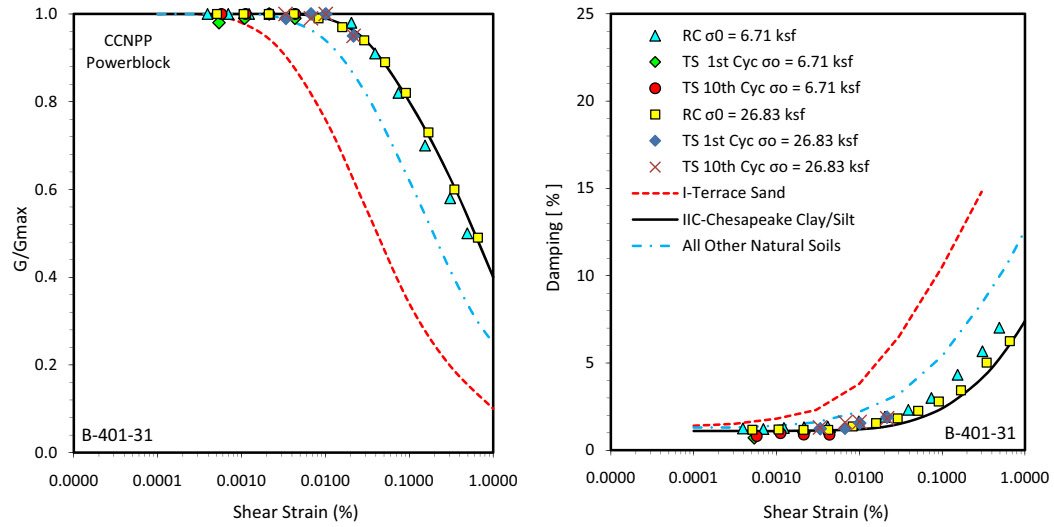 CCNPP
Powerblock
1.0
0.8
0.6
0.4
0.2
0.0
G/Gmax
B-401-31
0.0000 0.0001 0.0010 0.0100 0.1000 1.0000
Shear Strain (%)
25
20
15
10
5
0
Damping [ % ]
RC σ0 = 6.71 ksf
TS 1st Cyc σo = 6.71 ksf
TS 10th Cyc σo = 6.71 ksf
RC σ0 = 26.83 ksf
TS 1st Cyc σo = 26.83 ksf
TS 10th Cyc σo = 26.83 ksf
I-Terrace Sand
IIC-Chesapeake Clay/Silt
All Other Natural Soils
B-401-31
0.0000 0.0001 0.0010 0.0100 0.1000 1.0000
Shear Strain (%)